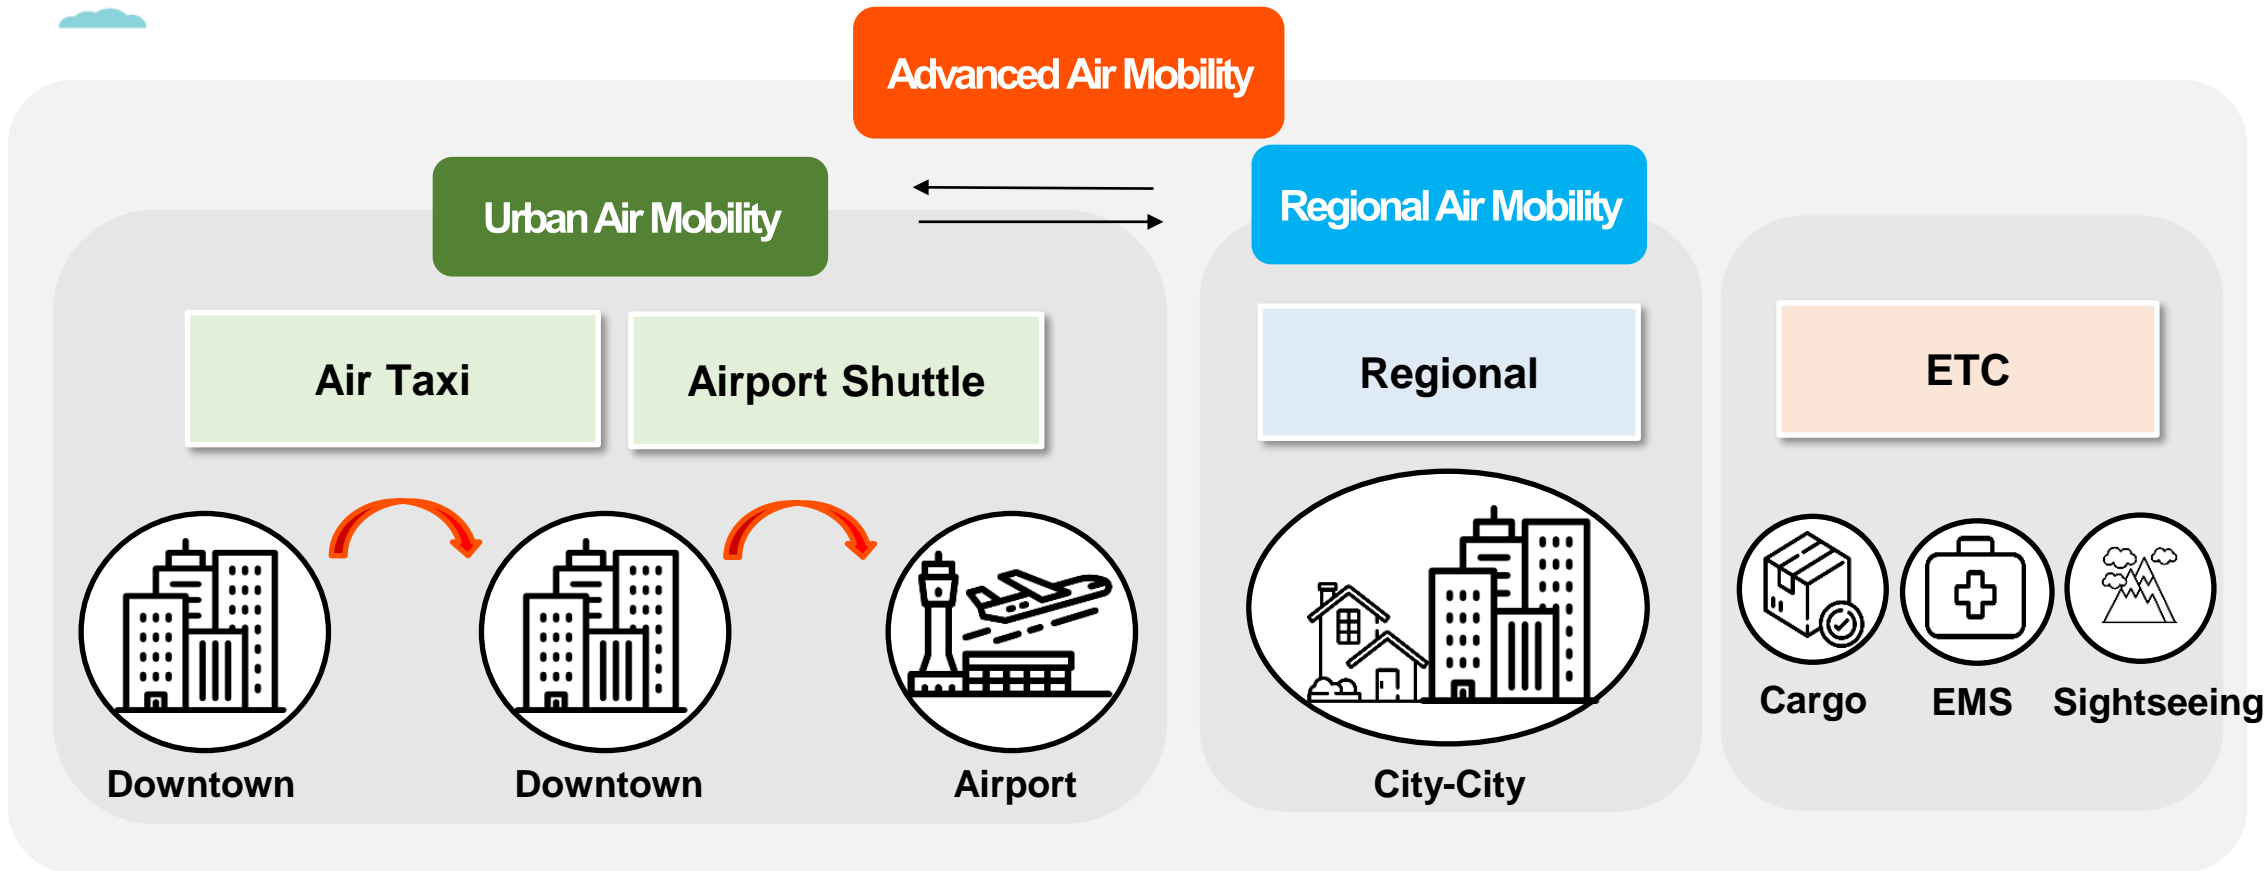 Advanced Air Mobility
Urban Air Mobility
Regional Air Mobility
Air Taxi
Airport Shuttle
Regional
ETC
Downtown
Downtown
Airport
City-City
Cargo
EMS
Sightseeing